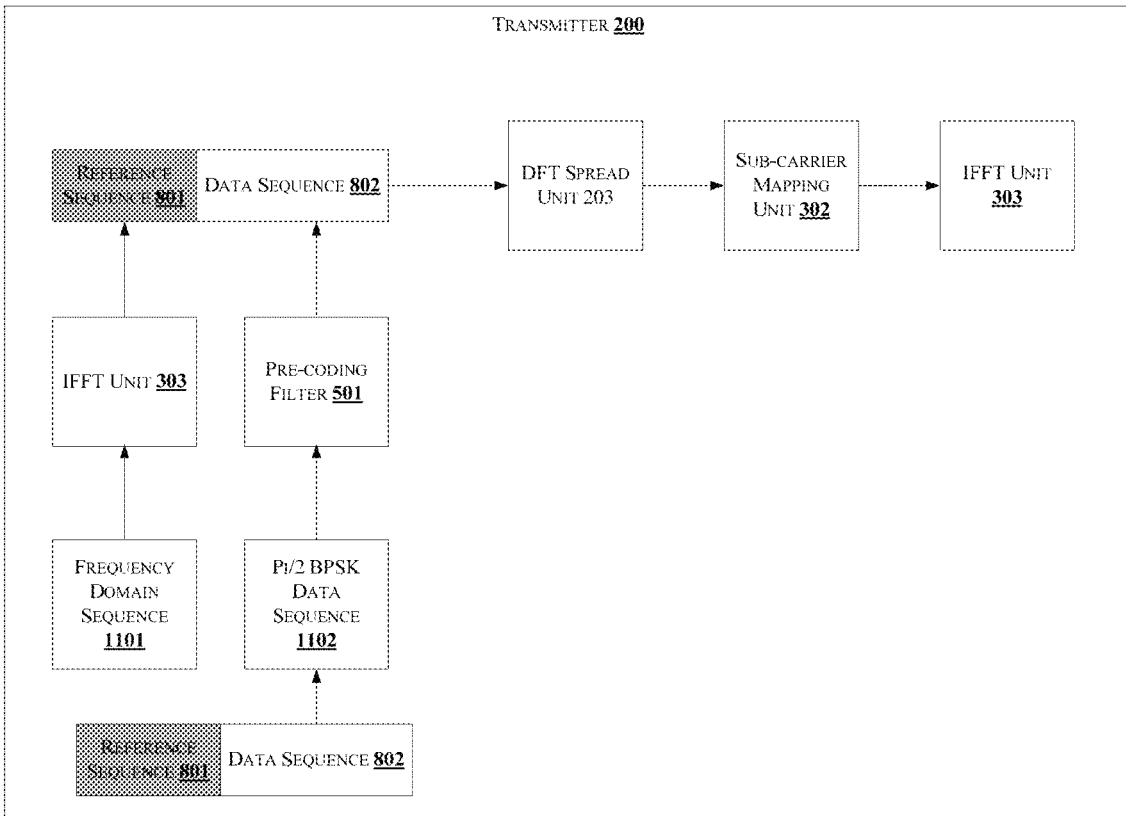 TRANSMITTER 200
REFERENCE
SEQUENCE 801
DATA SEQUENCE 802
DFT SPREAD
UNIT 203
SUB-CARRIER
MAPPING
UNIT 302
IFFT UNIT
303
IFFT UNIT 303
PRE-CODING
FILTER 501
FREQUENCY
DOMAIN
SEQUENCE
1101
PI/2 BPSK
DATA
SEQUENCE
1102
REFERENCE
SEQUENCE 801
DATA SEQUENCE 802